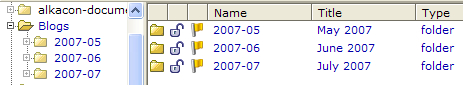 alkacon-docume
Blogs
2007-05
2007-06
2007-07
Name Title Type
2007-05 May 2007 folder
2007-06 June 2007 folder
2007-07 July 2007 folder